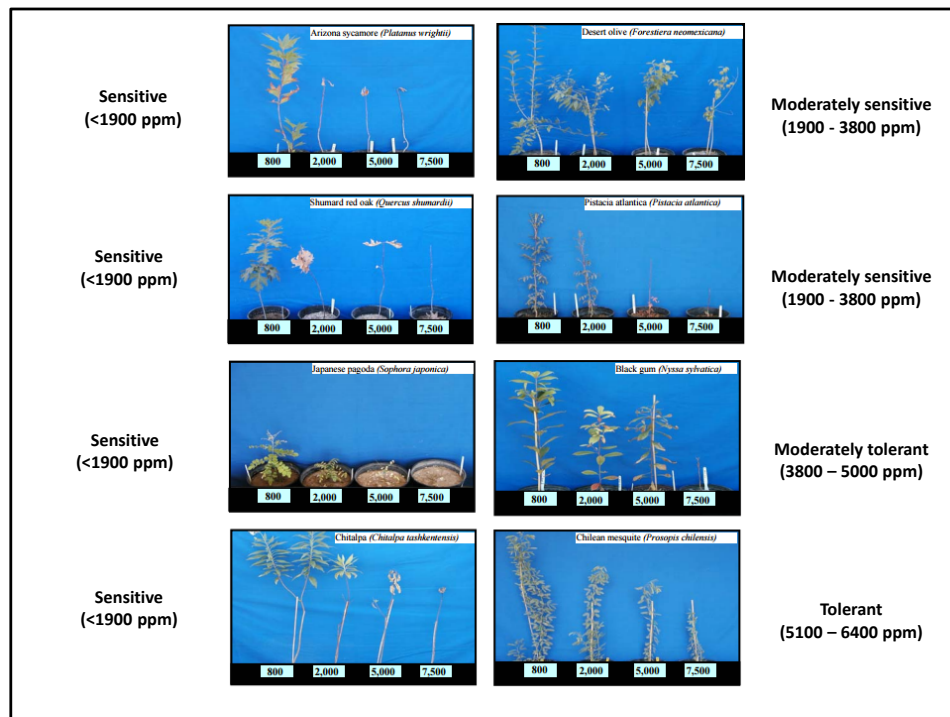 Arizona sycamore (Platanus wrightii)
Sensitive
(<1900 ppm)
800 2,000 5,000 7,500
Desert olive (Forestiera neomexicana)
Moderately sensitive
(1900 - 3800 ppm)
800 2,000 5,000 7,500
Shumard red oak (Quercus shumardii)
Sensitive
(<1900 ppm)
800 2,000 5,000 7,500
Pistacia atlantica (Pistacia atlantica)
Moderately sensitive
(1900 - 3800 ppm)
800 2,000 5,000 7,500
Japanese pagoda (Sophora japonica)
Sensitive
(<1900 ppm)
800 2,000 5,000 7,500
Black gum (Nyssa sylvatica)
Moderately tolerant
(3800 – 5000 ppm)
800 2,000 5,000 7,500
Chitalpa (Chitalpa tashkentensis)
Sensitive
(<1900 ppm)
800 2,000 5,000 7,500
Chilean mesquite (Prosopis chilensis)
Tolerant
(5100 – 6400 ppm)
800 2,000 5,000 7,500